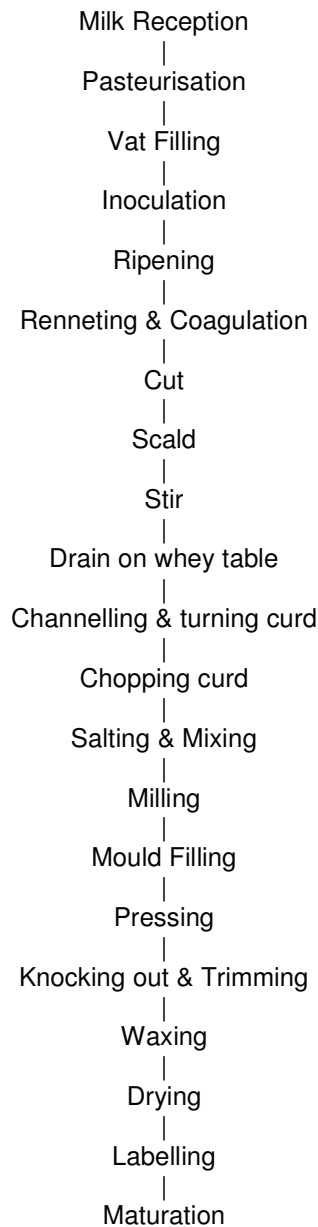 Milk Reception
Pasteurisation
Vat Filling
Inoculation
Ripening
Renneting & Coagulation
Cut
Scald
Stir
Drain on whey table
Channelling & turning curd
Chopping curd
Salting & Mixing
Milling
Mould Filling
Pressing
Knocking out & Trimming
Waxing
Drying
Labelling
Maturation